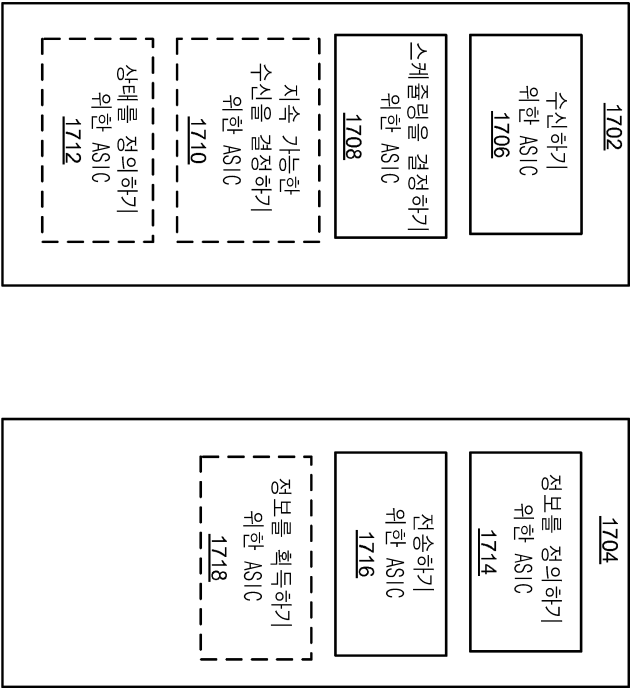 1702
수신하기
위한 ASIC
1706
스케줄링을 결정하기
위한 ASIC
1708
지속 가능한
수신을 결정하기
위한 ASIC
1710
상태를 정의하기
위한 ASIC
1712
1704
정보를 정의하기
위한 ASIC
1714
전송하기
위한 ASIC
1716
정보를 획득하기
위한 ASIC
1718